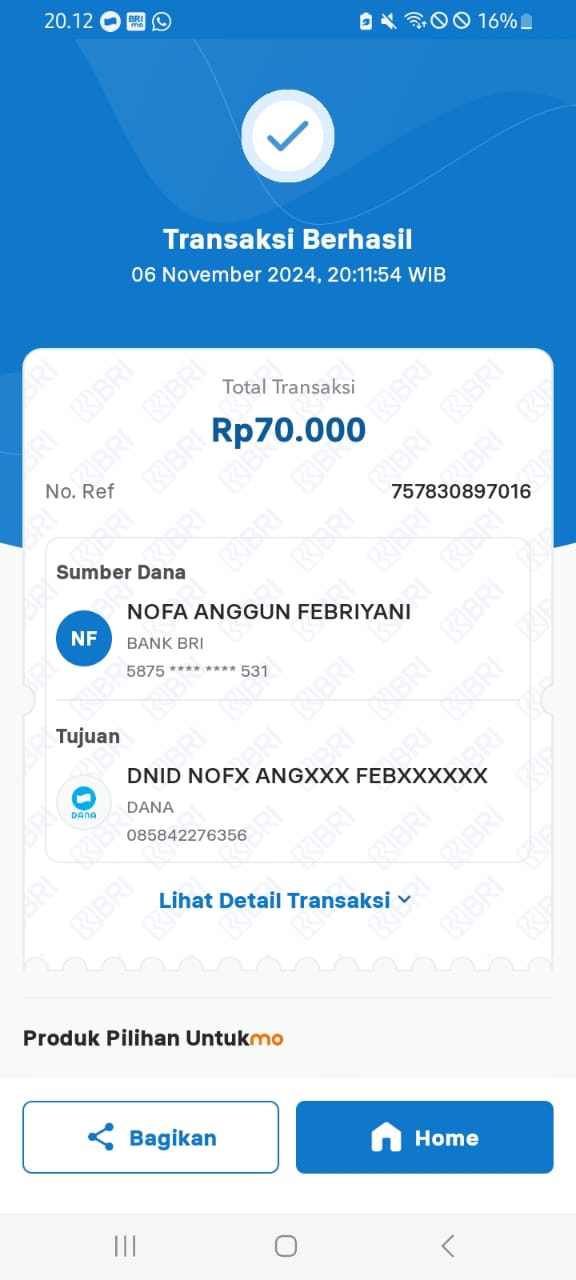 20.12 BRI mo 16%
Transaksi Berhasil
06 November 2024, 20:11:54 WIB
Total Transaksi
Rp70.000
No. Ref 757830897016
Sumber Dana
NF NOFA ANGGUN FEBRIYANI
BANK BRI
5875 **** **** 531
Tujuan
DNID NOFX ANGXXX FEBXXXXXX
DANA DANA
085842276356
Lihat Detail Transaksi
Produk Pilihan Untukmo
Bagikan Home